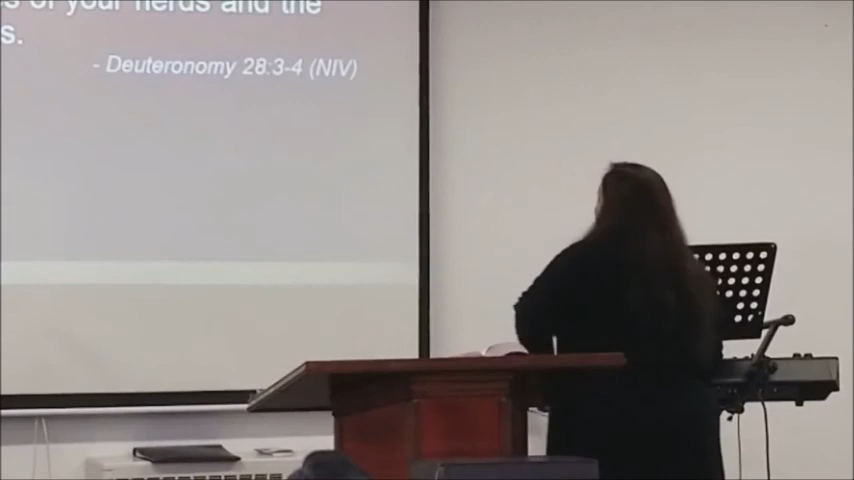 s of your herds and the
s.
- Deuteronomy 28:3-4 (NIV)